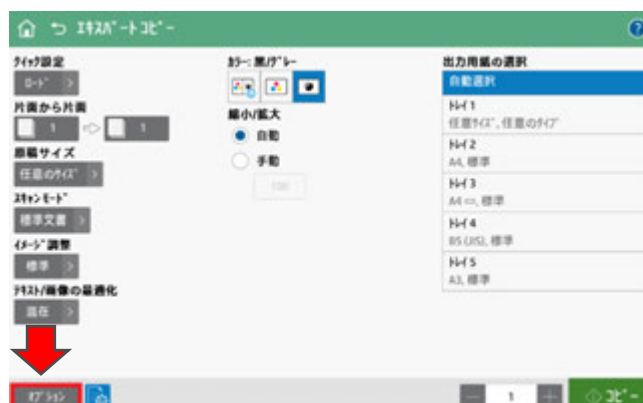 エキスパートコピー
クイック設定
ロード >
片面から片面
1 1
原稿サイズ
任意のサイズ >
スキャンモード
標準文書 >
イメージ調整
標準 >
テキスト/画像の最適化
混在 >
オプション
カラー: 黒/グレー
縮小/拡大
自動
手動
100
出力用紙の選択
自動選択
トレイ1
任意サイズ, 任意のタイプ
トレイ2
A4, 標準
トレイ3
A4, 標準
トレイ4
B5 (JIS), 標準
トレイ5
A3, 標準
1
コピー